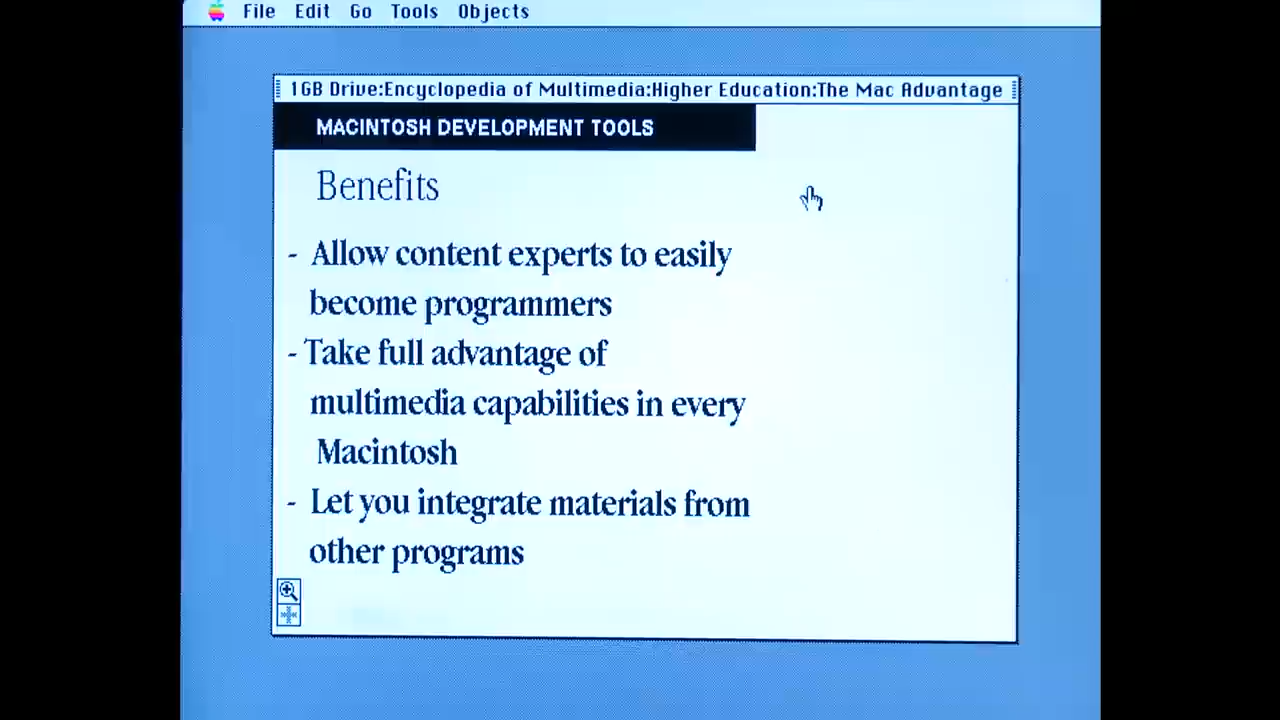 File Edit Go Tools Objects
1GB Drive:Encyclopedia of Multimedia:Higher Education:The Mac Advantage
MACINTOSH DEVELOPMENT TOOLS
Benefits
- Allow content experts to easily
become programmers
- Take full advantage of
multimedia capabilities in every
Macintosh
- Let you integrate materials from
other programs